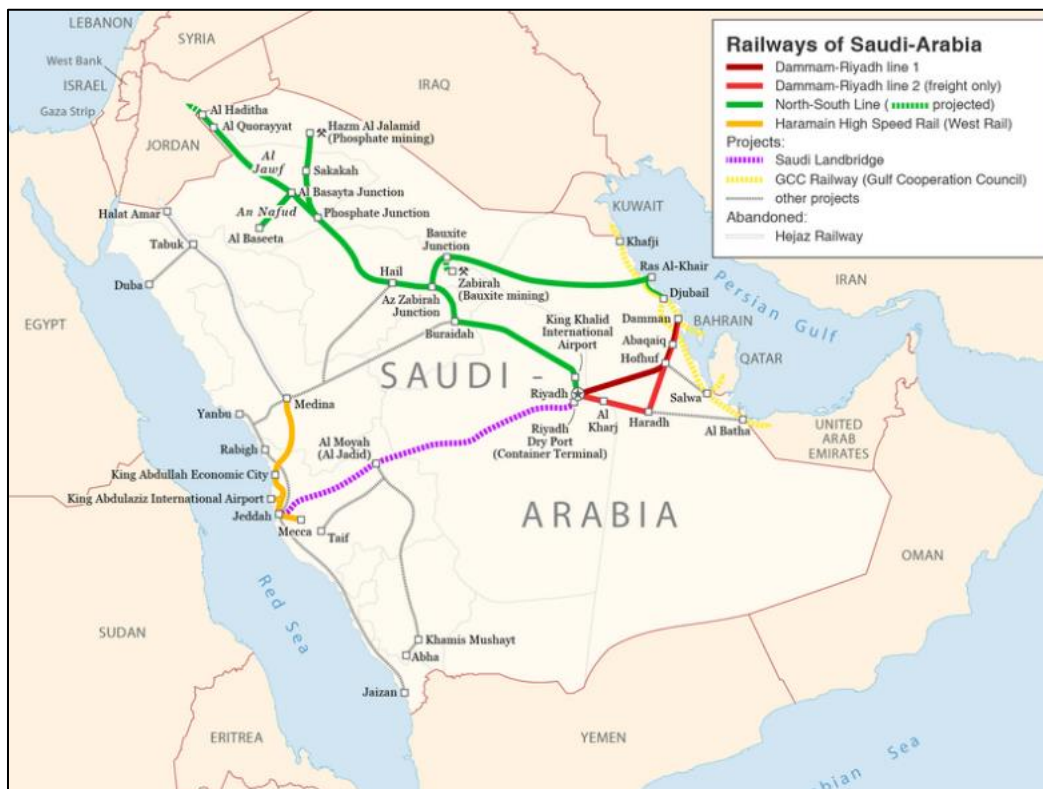 LEBANON
SYRIA
West Bank
ISRAEL
Gaza Strip
IRAQ
JORDAN
Railways of Saudi-Arabia
Dammam-Riyadh line 1
Dammam-Riyadh line 2 (freight only)
North-South Line ( projected)
Haramain High Speed Rail (West Rail)
Projects:
Saudi Landbridge
GCC Railway (Gulf Cooperation Council)
other projects
Abandoned:
Hejaz Railway
Al Haditha
Al Quorayyat
Hazm Al Jalamid
(Phosphate mining)
Al
Jawf
Sakakah
Al Basayta Junction
An Nafud
Phosphate Junction
Al Baseeta
Halat Amar
Tabuk
Duba
KUWAIT
Khafji
Bauxite
Junction
Hail
Zabirah
(Bauxite mining)
Az Zabirah
Junction
Ras Al-Khair
Djubail
IRAN
Persian Gulf
Damman
BAHRAIN
EGYPT
Buraidah
King Khalid
International
Airport
Abaqaiq
Hofhuf
QATAR
SAUDI -
Riyadh
Salwa
Medina
Yanbu
Al
Kharj
Haradh
Al Batha
UNITED
ARAB
EMIRATES
Riyadh
Dry Port
(Container Terminal)
Rabigh
Al Moyah
(Al Jadid)
King Abdullah Economic City
King Abdulaziz International Airport
Jeddah
Mecca
Taif
ARABIA
OMAN
Red Sea
SUDAN
Khamis Mushayt
Abha
Jaizan
ERITREA
YEMEN
bian Sea